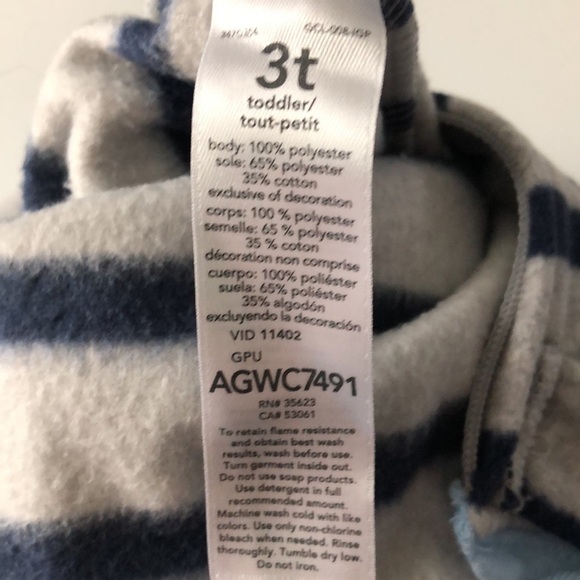 GCL-008-IGP
3t
toddler/
tout-petit
body: 100% polyester
sole: 65% polyester
35% cotton
exclusive of decoration
corps: 100 % polyester
semelle: 65 % polyester
35 % coton
décoration non comprise
cuerpo: 100% poliéster
suela: 65% poliéster
35% algodón
excluyendo la decoración
VID 11402
GPU
AGWC7491
RN# 35623
CA# 53061
To retain flame resistance
and obtain best wash
results, wash before use.
Turn garment inside out.
Do not use soap products.
Use detergent in full
recommended amount.
Machine wash cold with like
colors. Use only non-chlorine
bleach when needed. Rinse
thoroughly. Tumble dry low.
Do not iron.